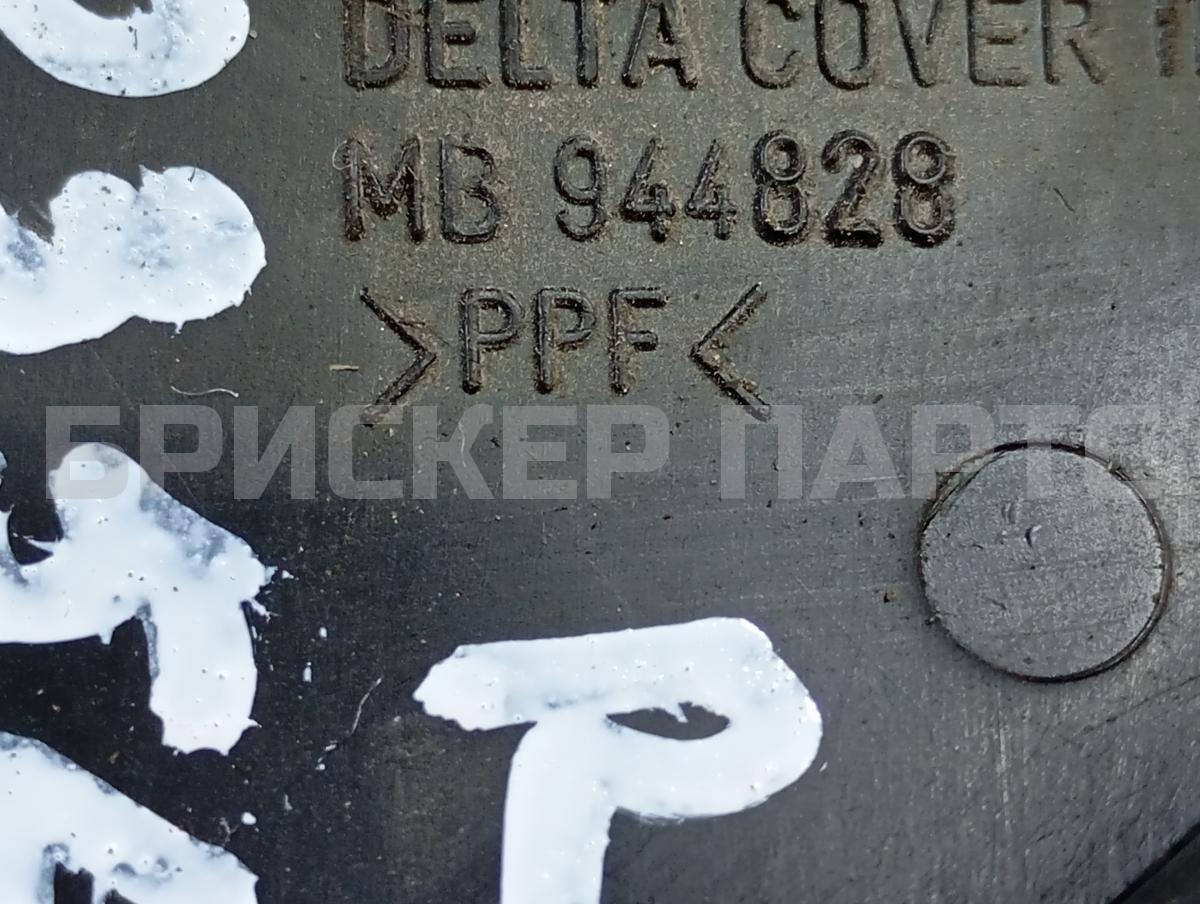 DELTA COVER
MB 944828
>PPF<
БРИСКЕР ПАРТС
P